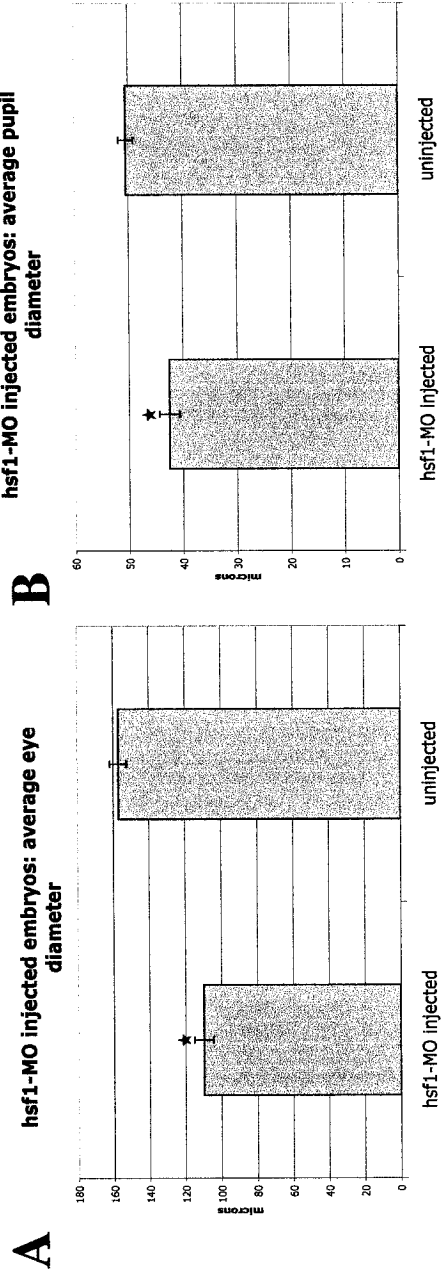 A
hsf1-MO injected embryos: average eye
diameter
microns
180
160
140
120
100
80
60
40
20
0
hsf1-MO injected
uninjected
B
hsf1-MO injected embryos: average pupil
diameter
microns
60
50
40
30
20
10
0
hsf1-MO injected
uninjected